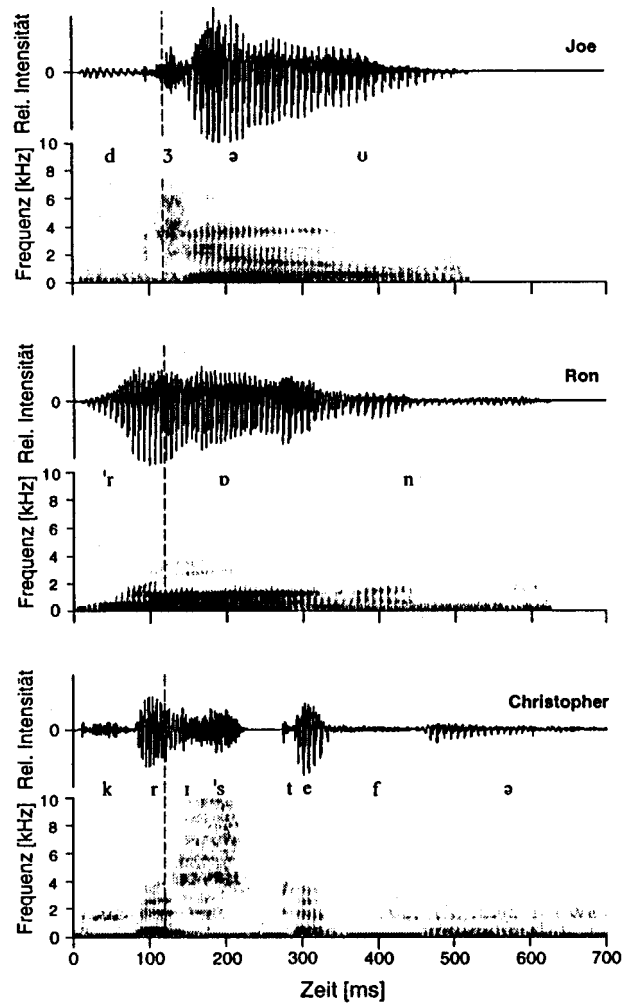 Rel. Intensität
0
Joe
Frequenz [kHz]
10
8
6
4
2
0
d ʒ ə ʊ
Rel. Intensität
0
Ron
Frequenz [kHz]
10
8
6
4
2
0
ˈr ɒ n
Rel. Intensität
0
Christopher
Frequenz [kHz]
10
8
6
4
2
0
k r ɪ ˈs t e f ə
0 100 200 300 400 500 600 700
Zeit [ms]